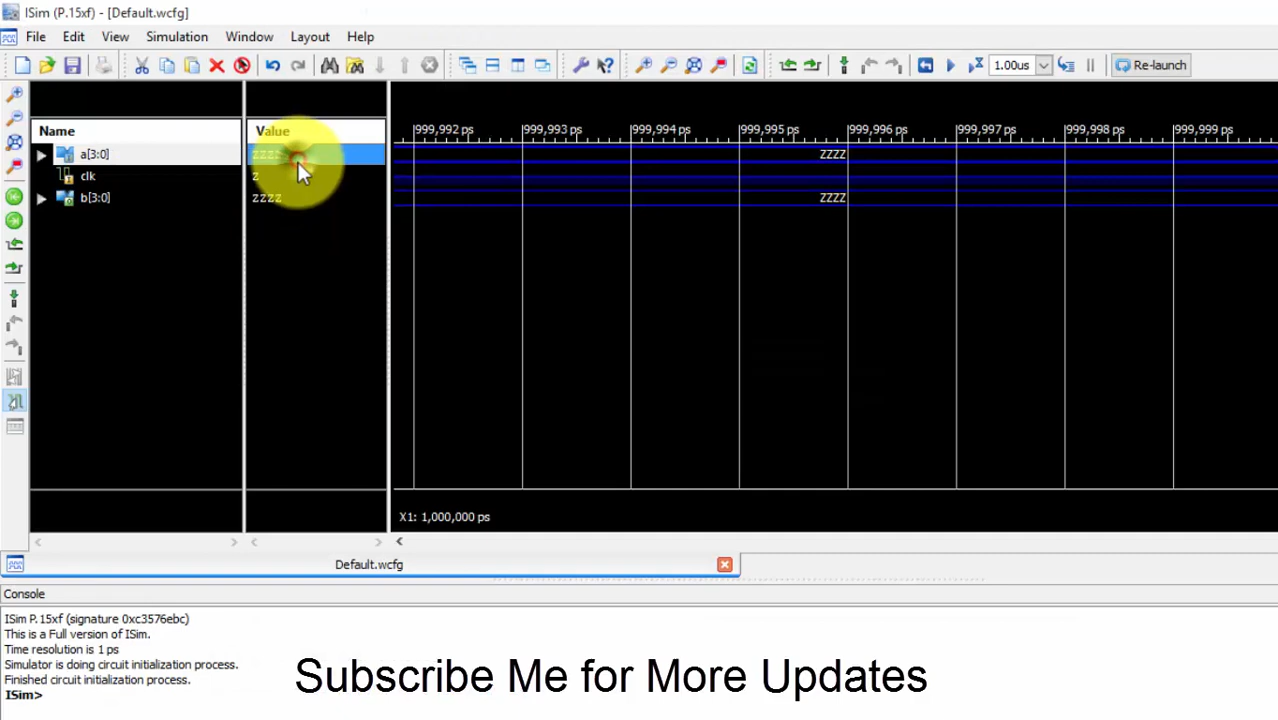 ISim (P.15xf) - [Default.wcfg]
File Edit View Simulation Window Layout Help
1.00us Re-launch
Name Value
999,992 ps 999,993 ps 999,994 ps 999,995 ps 999,996 ps 999,997 ps 999,998 ps 999,999 ps
a[3:0] ZZZZ
clk z
b[3:0] zzzz ZZZZ
X1: 1,000,000 ps
Default.wcfg
Console
ISim P.15xf (signature 0xc3576ebc)
This is a Full version of ISim.
Time resolution is 1 ps
Simulator is doing circuit initialization process.
Finished circuit initialization process.
ISim>
Subscribe Me for More Updates